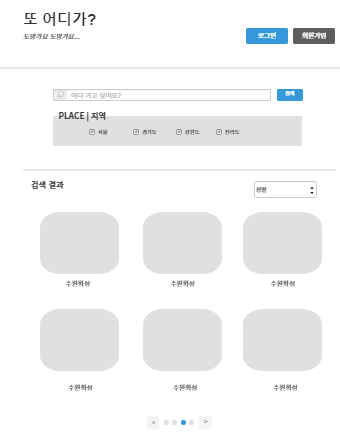 또 어디가?
도망가요 도망가요...
로그인 회원가입
어디 가고 싶어요? 검색
PLACE | 지역
서울 경기도 강원도 전라도
검색 결과
정렬
수원화성 수원화성 수원화성
수원화성 수원화성 수원화성
< >